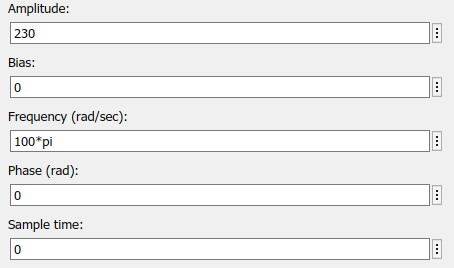 Amplitude:
230
Bias:
0
Frequency (rad/sec):
100*pi
Phase (rad):
0
Sample time:
0